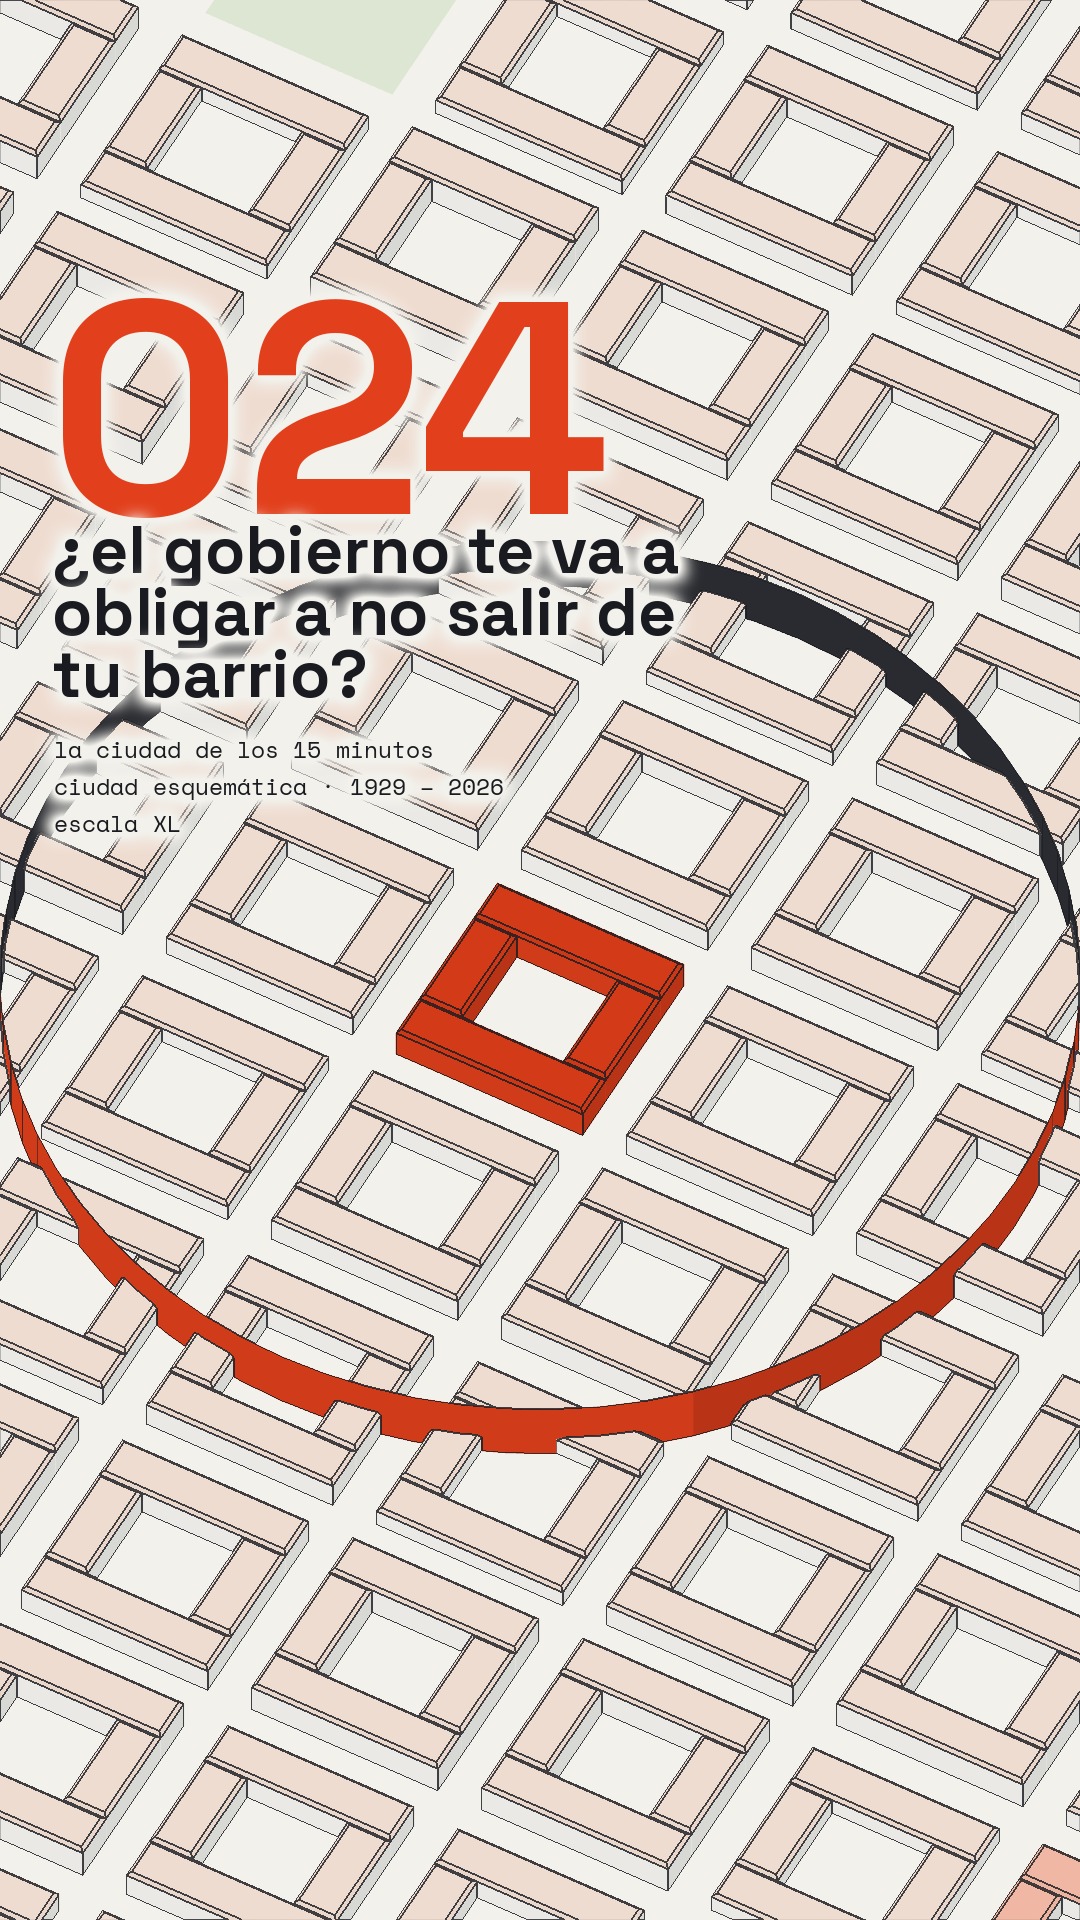 024
¿el gobierno te va a
obligar a no salir de
tu barrio?
la ciudad de los 15 minutos
ciudad esquemática · 1929 – 2026
escala XL